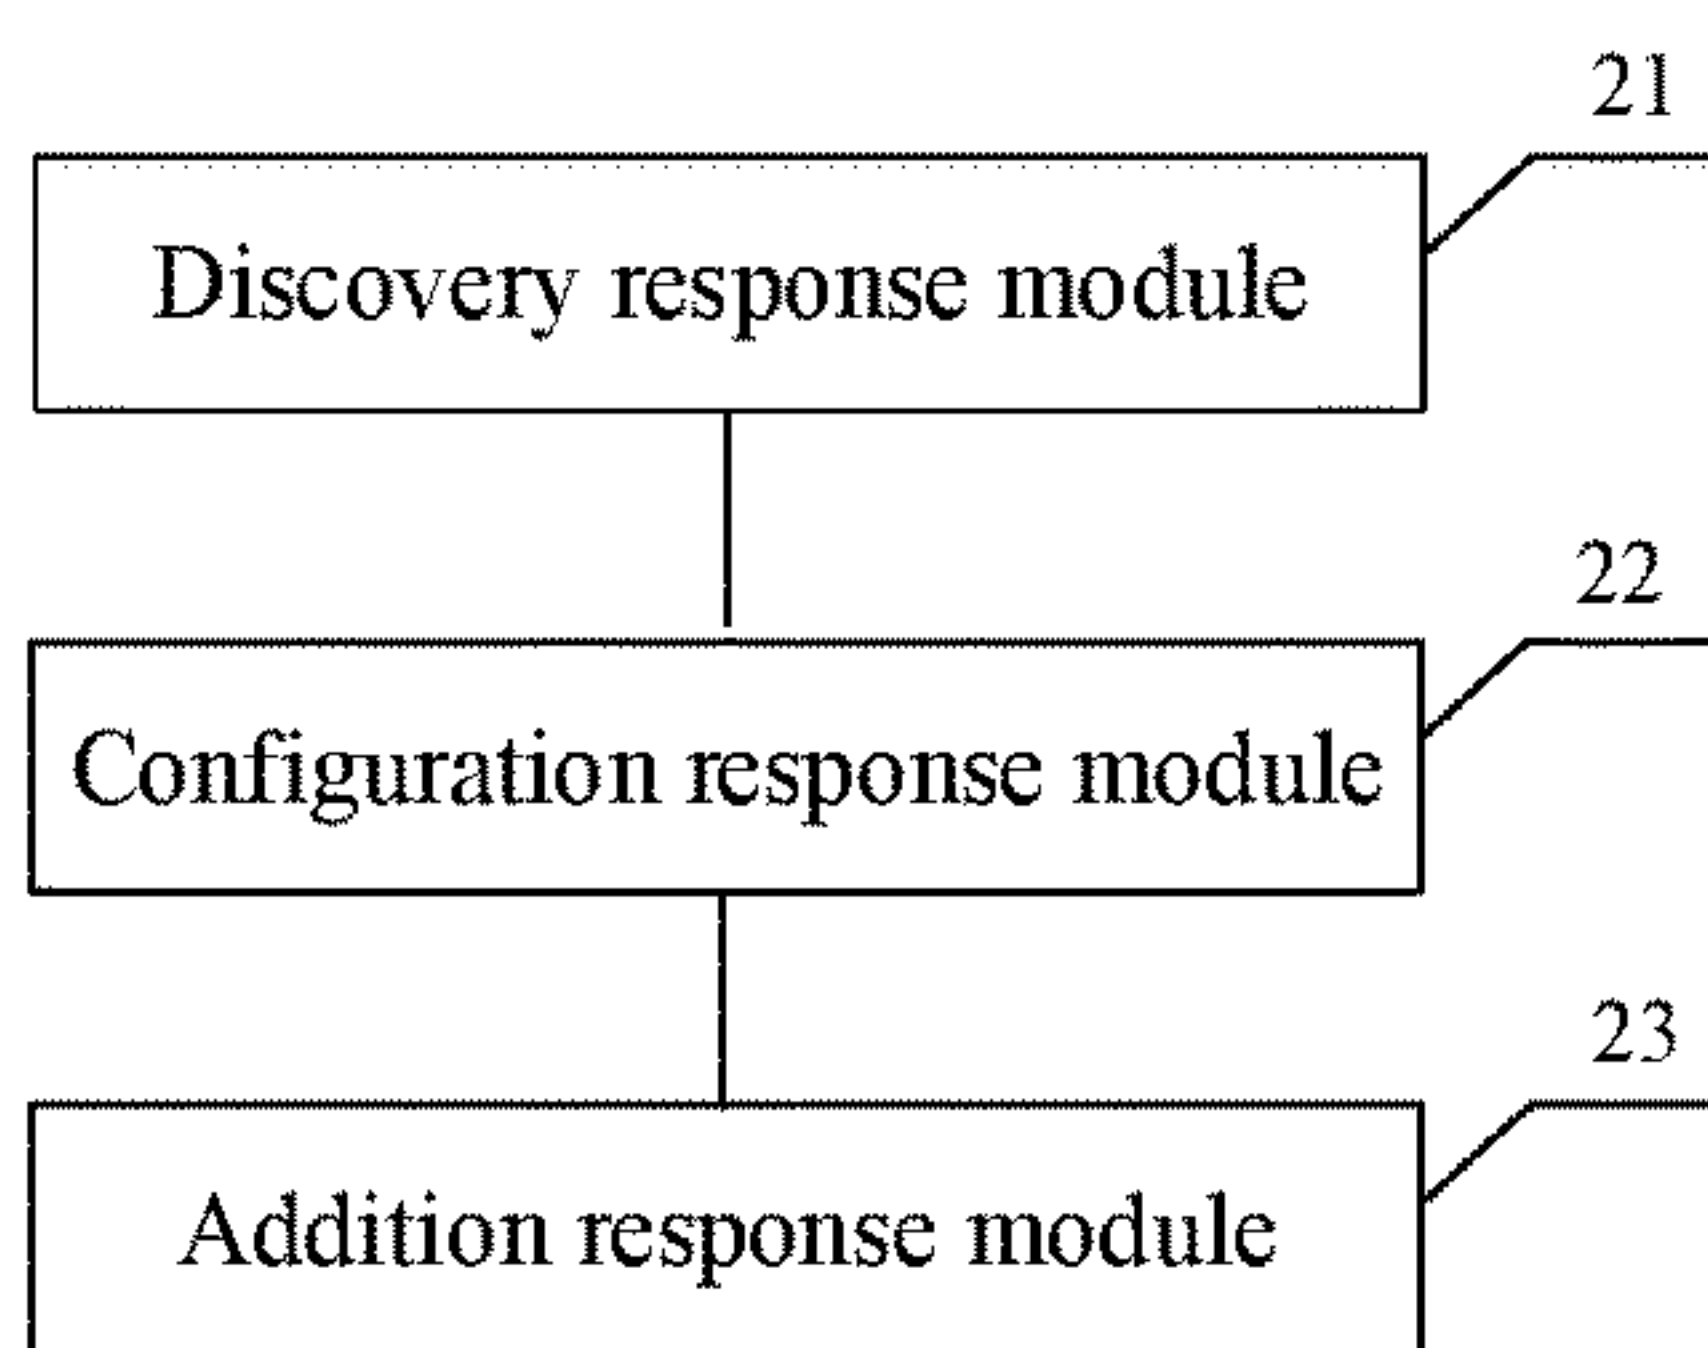 21
Discovery response module
22
Configuration response module
23
Addition response module